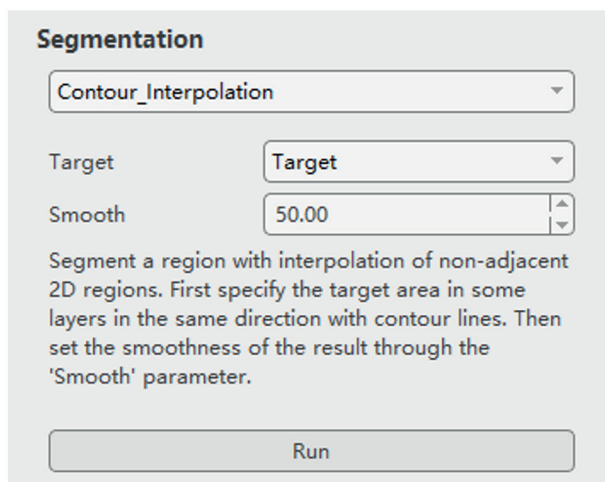 Segmentation
Contour_Interpolation
Target Target
Smooth 50.00
Segment a region with interpolation of non-adjacent
2D regions. First specify the target area in some
layers in the same direction with contour lines. Then
set the smoothness of the result through the
'Smooth' parameter.
Run